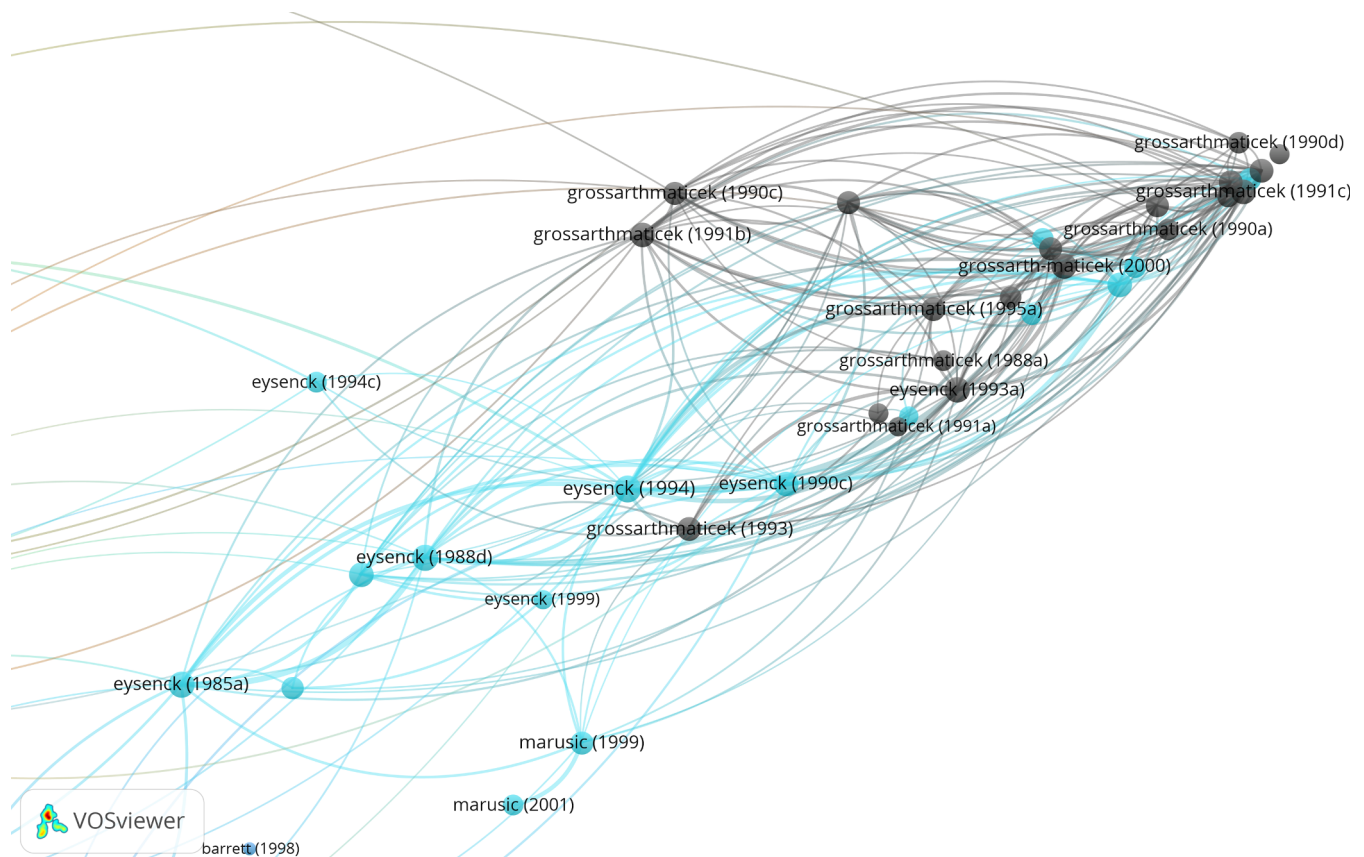 grossarthmaticek (1990d)
grossarthmaticek (1990c)
grossarthmaticek (1991c)
grossarthmaticek (1991b)
grossarthmaticek (1990a)
grossarth-maticek (2000)
grossarthmaticek (1995a)
grossarthmaticek (1988a)
eysenck (1994c)
eysenck (1993a)
grossarthmaticek (1991a)
eysenck (1994)
eysenck (1990c)
grossarthmaticek (1993)
eysenck (1988d)
eysenck (1999)
eysenck (1985a)
marusic (1999)
marusic (2001)
VOSviewer
barrett (1998)